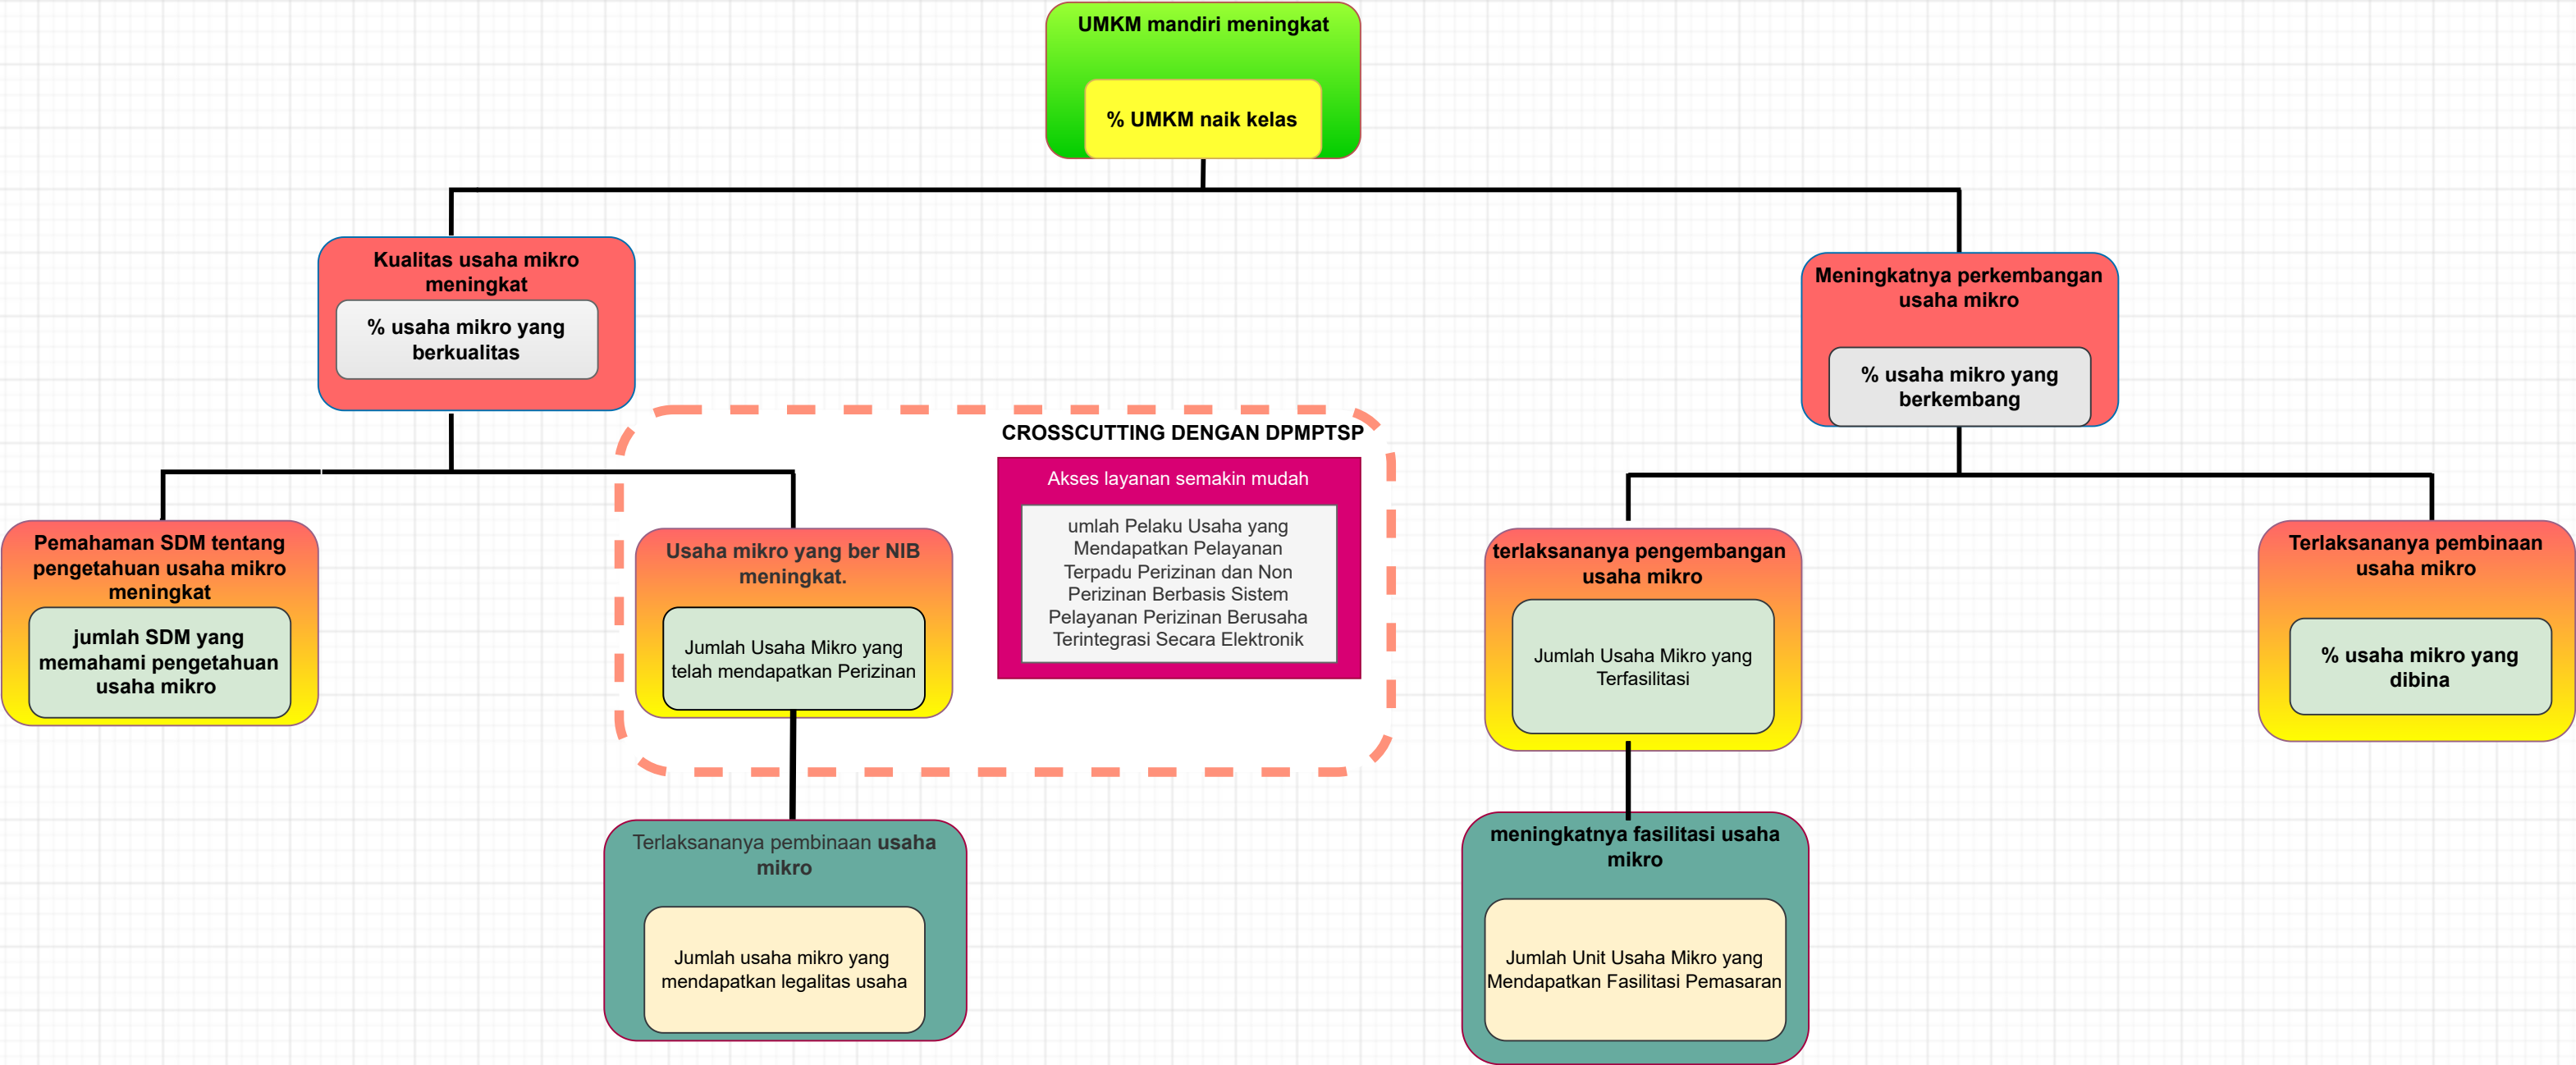 UMKM mandiri meningkat
% UMKM naik kelas
Kualitas usaha mikro
meningkat
% usaha mikro yang
berkualitas
Meningkatnya perkembangan
usaha mikro
% usaha mikro yang
berkembang
CROSSCUTTING DENGAN DPMPTSP
Akses layanan semakin mudah
umlah Pelaku Usaha yang
Mendapatkan Pelayanan
Terpadu Perizinan dan Non
Perizinan Berbasis Sistem
Pelayanan Perizinan Berusaha
Terintegrasi Secara Elektronik
Pemahaman SDM tentang
pengetahuan usaha mikro
meningkat
jumlah SDM yang
memahami pengetahuan
usaha mikro
Usaha mikro yang ber NIB
meningkat.
Jumlah Usaha Mikro yang
telah mendapatkan Perizinan
terlaksananya pengembangan
usaha mikro
Jumlah Usaha Mikro yang
Terfasilitasi
Terlaksananya pembinaan
usaha mikro
% usaha mikro yang
dibina
Terlaksananya pembinaan usaha
mikro
Jumlah usaha mikro yang
mendapatkan legalitas usaha
meningkatnya fasilitasi usaha
mikro
Jumlah Unit Usaha Mikro yang
Mendapatkan Fasilitasi Pemasaran